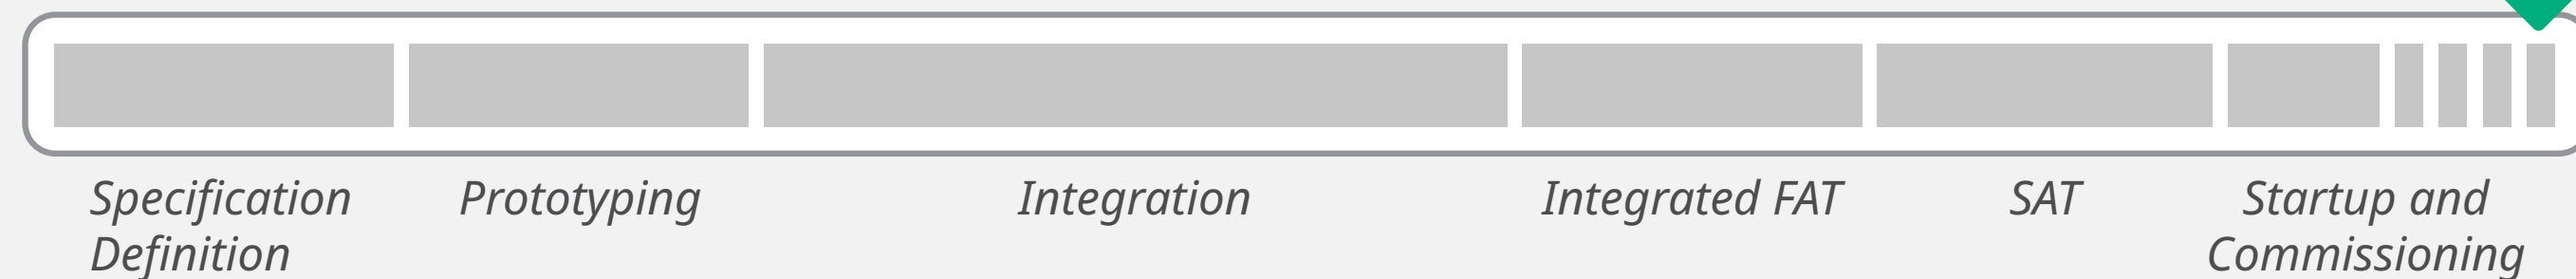 Specification Definition
Prototyping
Integration
Integrated FAT
SAT
Startup and Commissioning